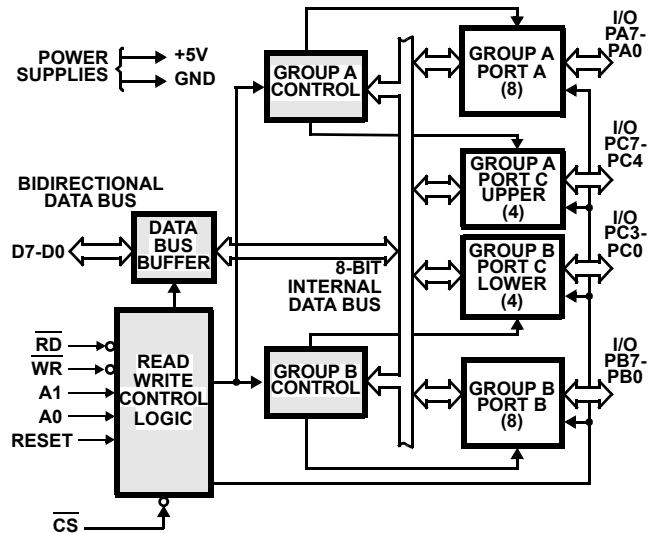 POWER
SUPPLIES
+5V
GND
GROUP A
CONTROL
GROUP A
PORT A
(8)
I/O
PA7-
PA0
GROUP A
PORT C
UPPER
(4)
I/O
PC7-
PC4
BIDIRECTIONAL
DATA BUS
D7-D0
DATA
BUS
BUFFER
8-BIT
INTERNAL
DATA BUS
GROUP B
PORT C
LOWER
(4)
I/O
PC3-
PC0
RD
WR
A1
A0
RESET
READ
WRITE
CONTROL
LOGIC
GROUP B
CONTROL
GROUP B
PORT B
(8)
I/O
PB7-
PB0
CS